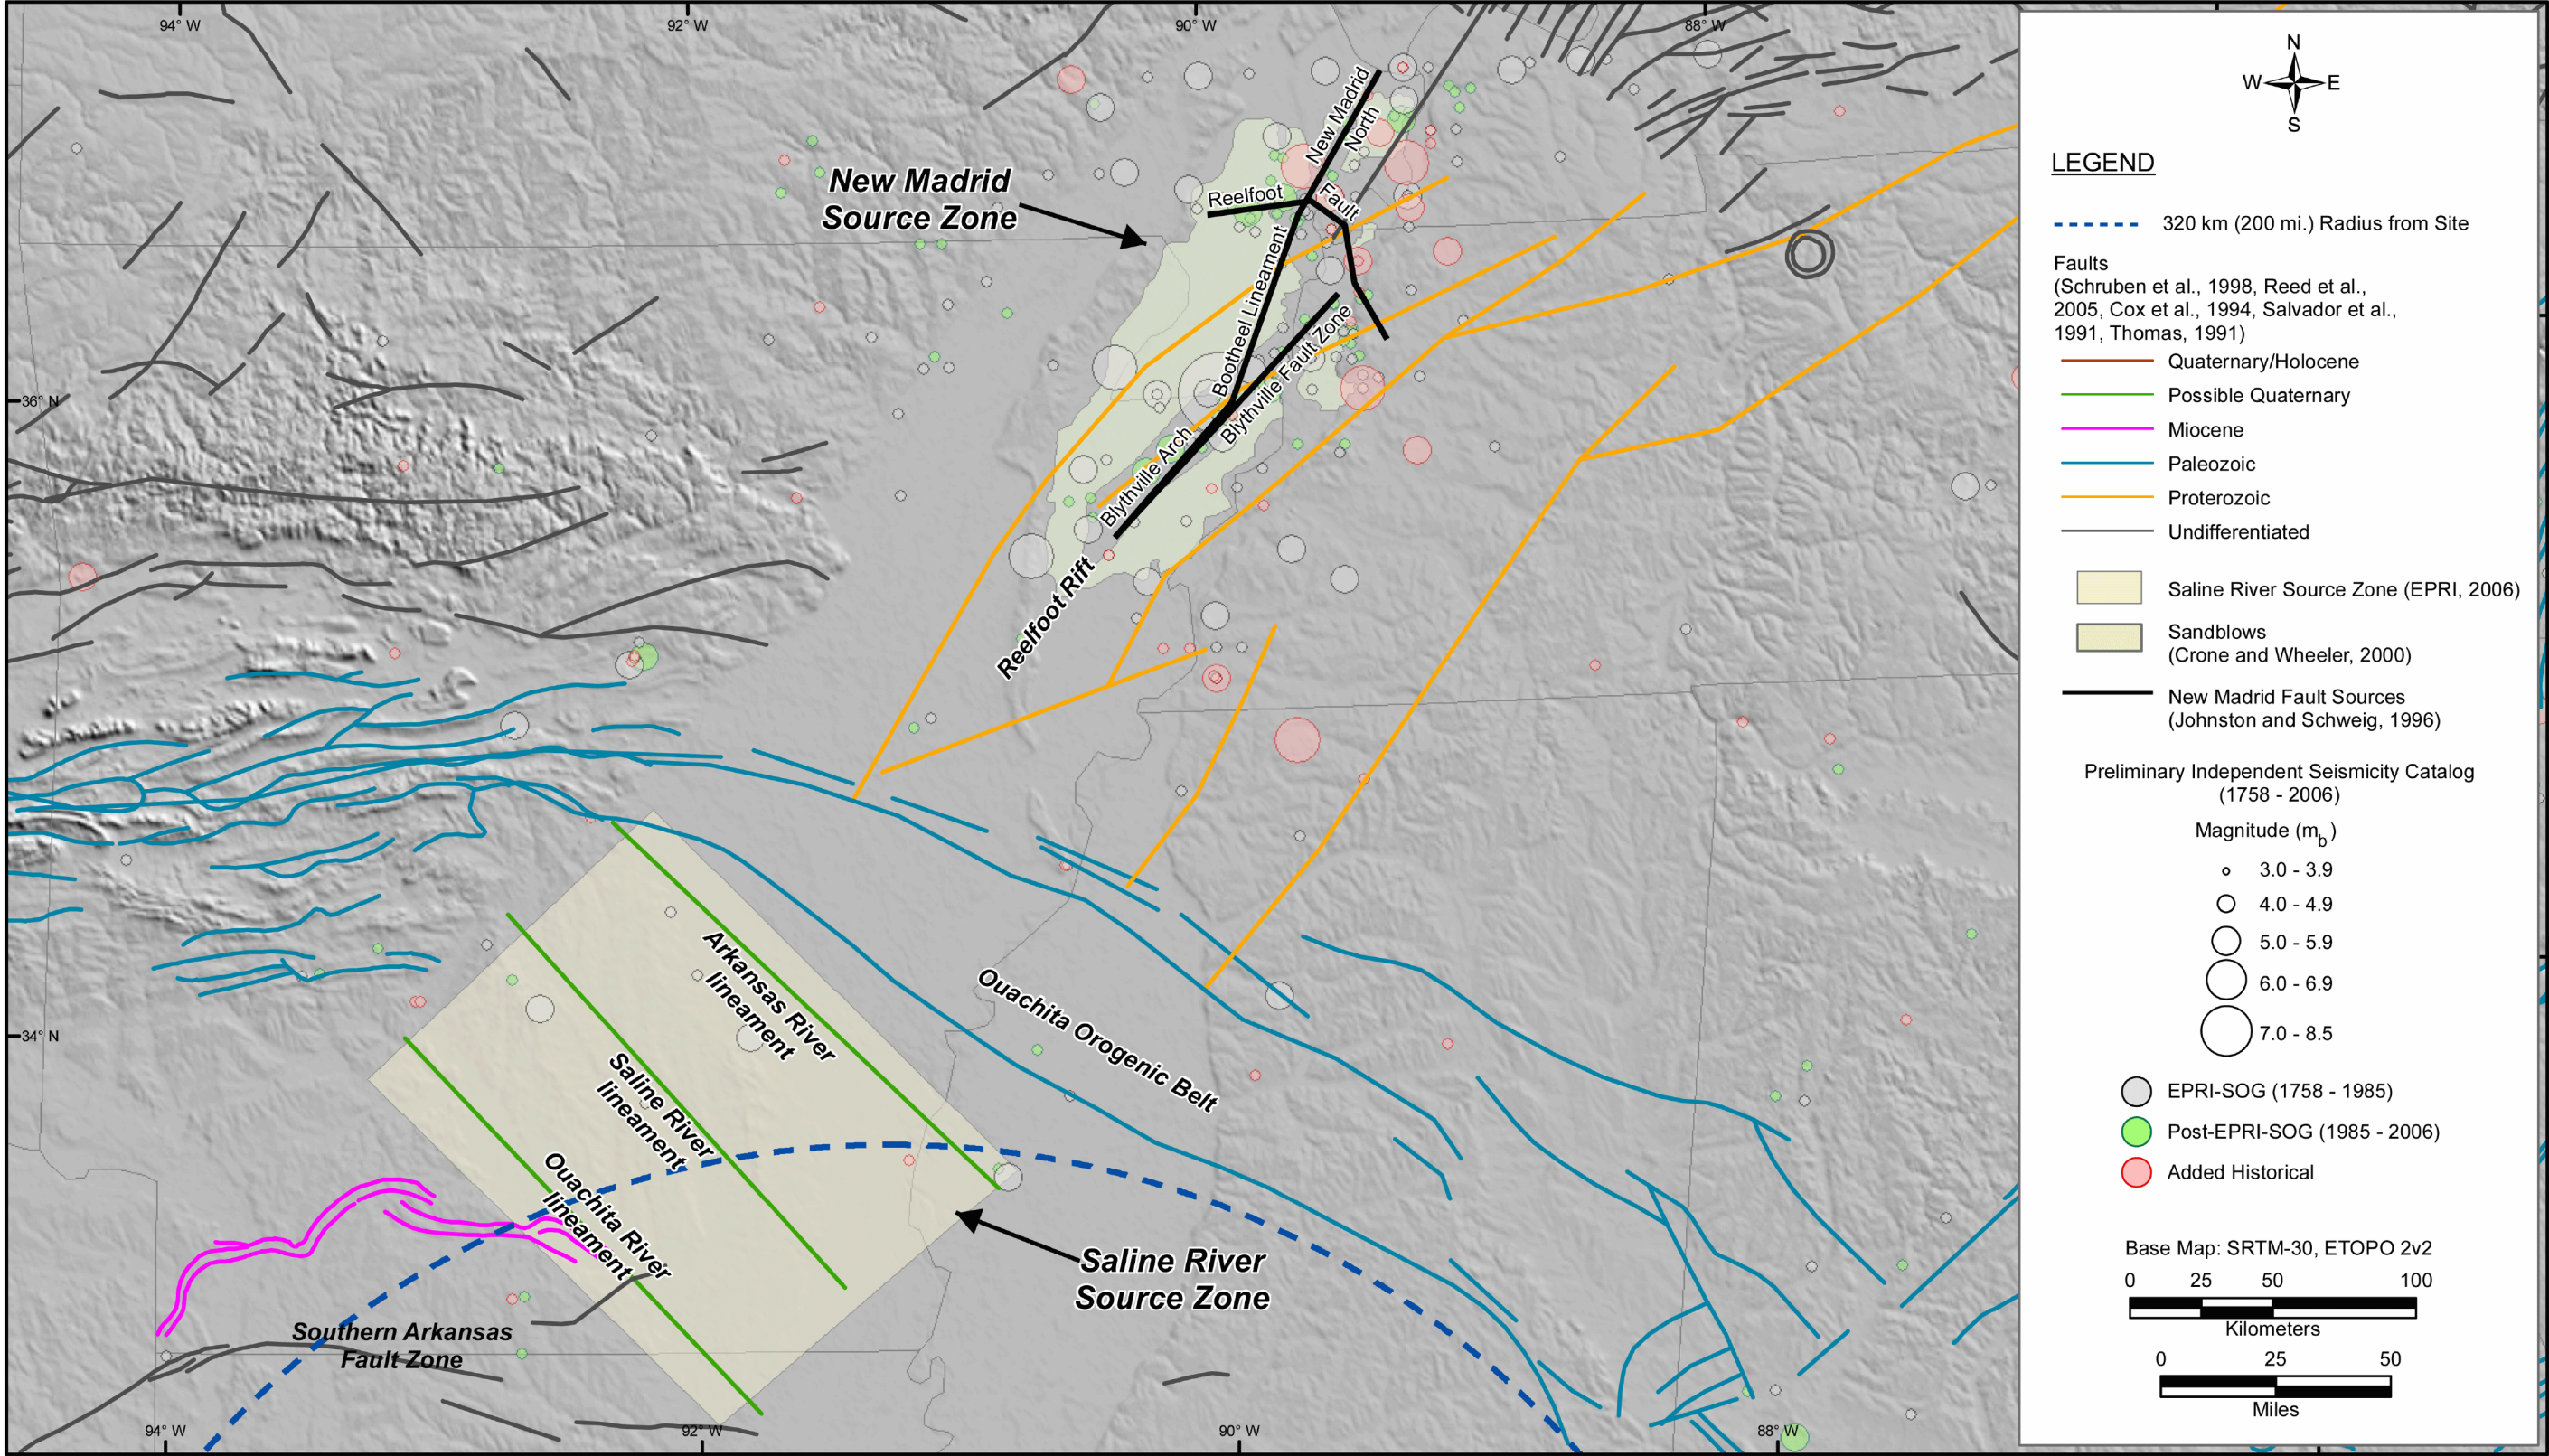 94° W
92° W
90° W
88° W
36° N
34° N
94° W
92° W
90° W
88° W
New Madrid
Source Zone
New Madrid
North
Reelfoot
Fault
Bootheel Lineament
Blythville Fault Zone
Blythville Arch
Reelfoot Rift
Arkansas River
lineament
Saline River
lineament
Ouachita River
lineament
Ouachita Orogenic Belt
Saline River
Source Zone
Southern Arkansas
Fault Zone
N
W E
S
LEGEND
320 km (200 mi.) Radius from Site
Faults
(Schruben et al., 1998, Reed et al.,
2005, Cox et al., 1994, Salvador et al.,
1991, Thomas, 1991)
Quaternary/Holocene
Possible Quaternary
Miocene
Paleozoic
Proterozoic
Undifferentiated
Saline River Source Zone (EPRI, 2006)
Sandblows
(Crone and Wheeler, 2000)
New Madrid Fault Sources
(Johnston and Schweig, 1996)
Preliminary Independent Seismicity Catalog
(1758 - 2006)
Magnitude (mb)
3.0 - 3.9
4.0 - 4.9
5.0 - 5.9
6.0 - 6.9
7.0 - 8.5
EPRI-SOG (1758 - 1985)
Post-EPRI-SOG (1985 - 2006)
Added Historical
Base Map: SRTM-30, ETOPO 2v2
0 25 50 100
Kilometers
0 25 50
Miles